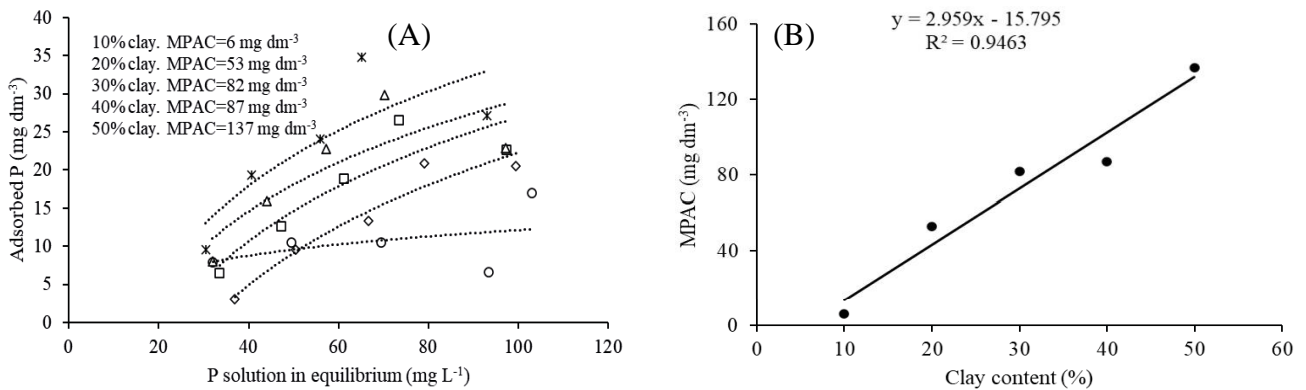 (A)
10% clay. MPAC=6 mg dm-3
20% clay. MPAC=53 mg dm-3
30% clay. MPAC=82 mg dm-3
40% clay. MPAC=87 mg dm-3
50% clay. MPAC=137 mg dm-3
Adsorbed P (mg dm-3)
40
35
30
25
20
15
10
5
0
0 20 40 60 80 100 120
P solution in equilibrium (mg L-1)
(B)
y = 2.959x - 15.795
R² = 0.9463
MPAC (mg dm-3)
160
120
80
40
0
0 10 20 30 40 50 60
Clay content (%)